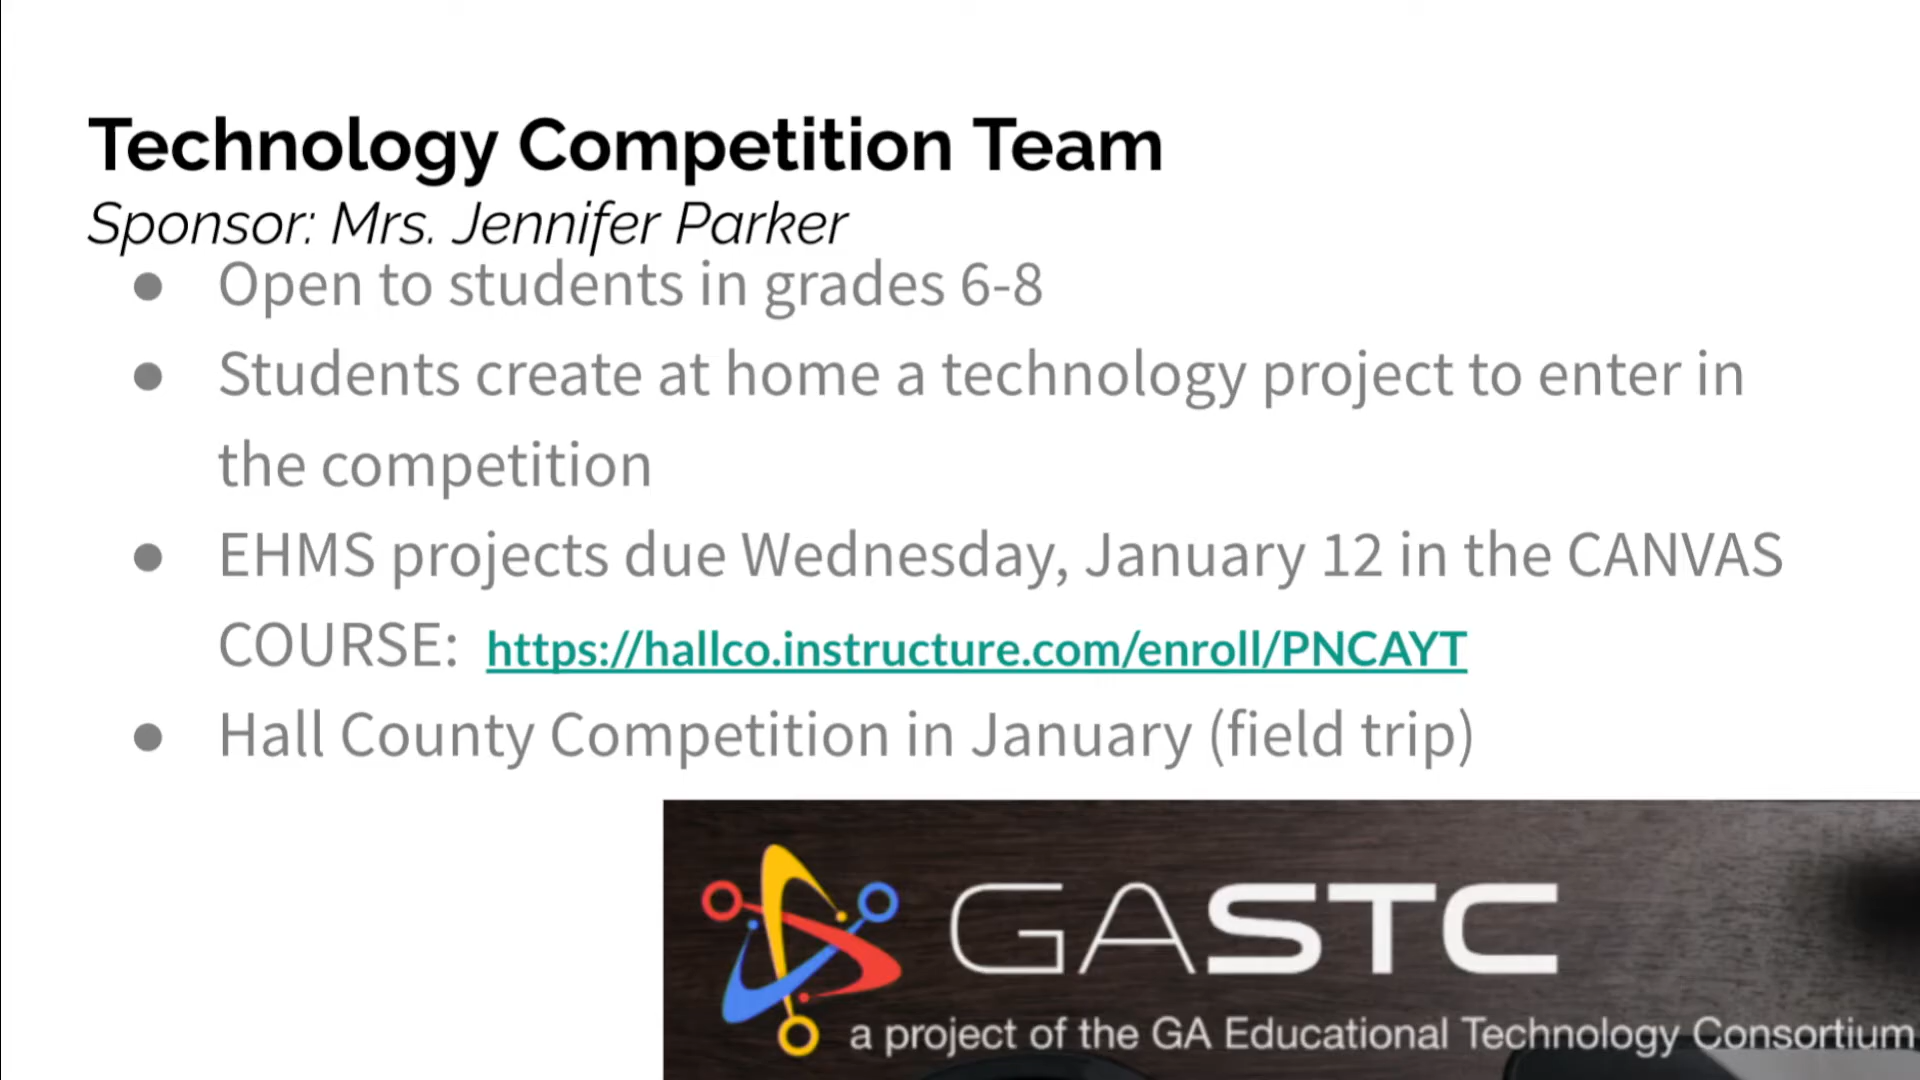 Technology Competition Team
Sponsor: Mrs. Jennifer Parker
● Open to students in grades 6-8
● Students create at home a technology project to enter in
the competition
● EHMS projects due Wednesday, January 12 in the CANVAS
COURSE: https://hallco.instructure.com/enroll/PNCAYT
● Hall County Competition in January (field trip)
GASTC
a project of the GA Educational Technology Consortium